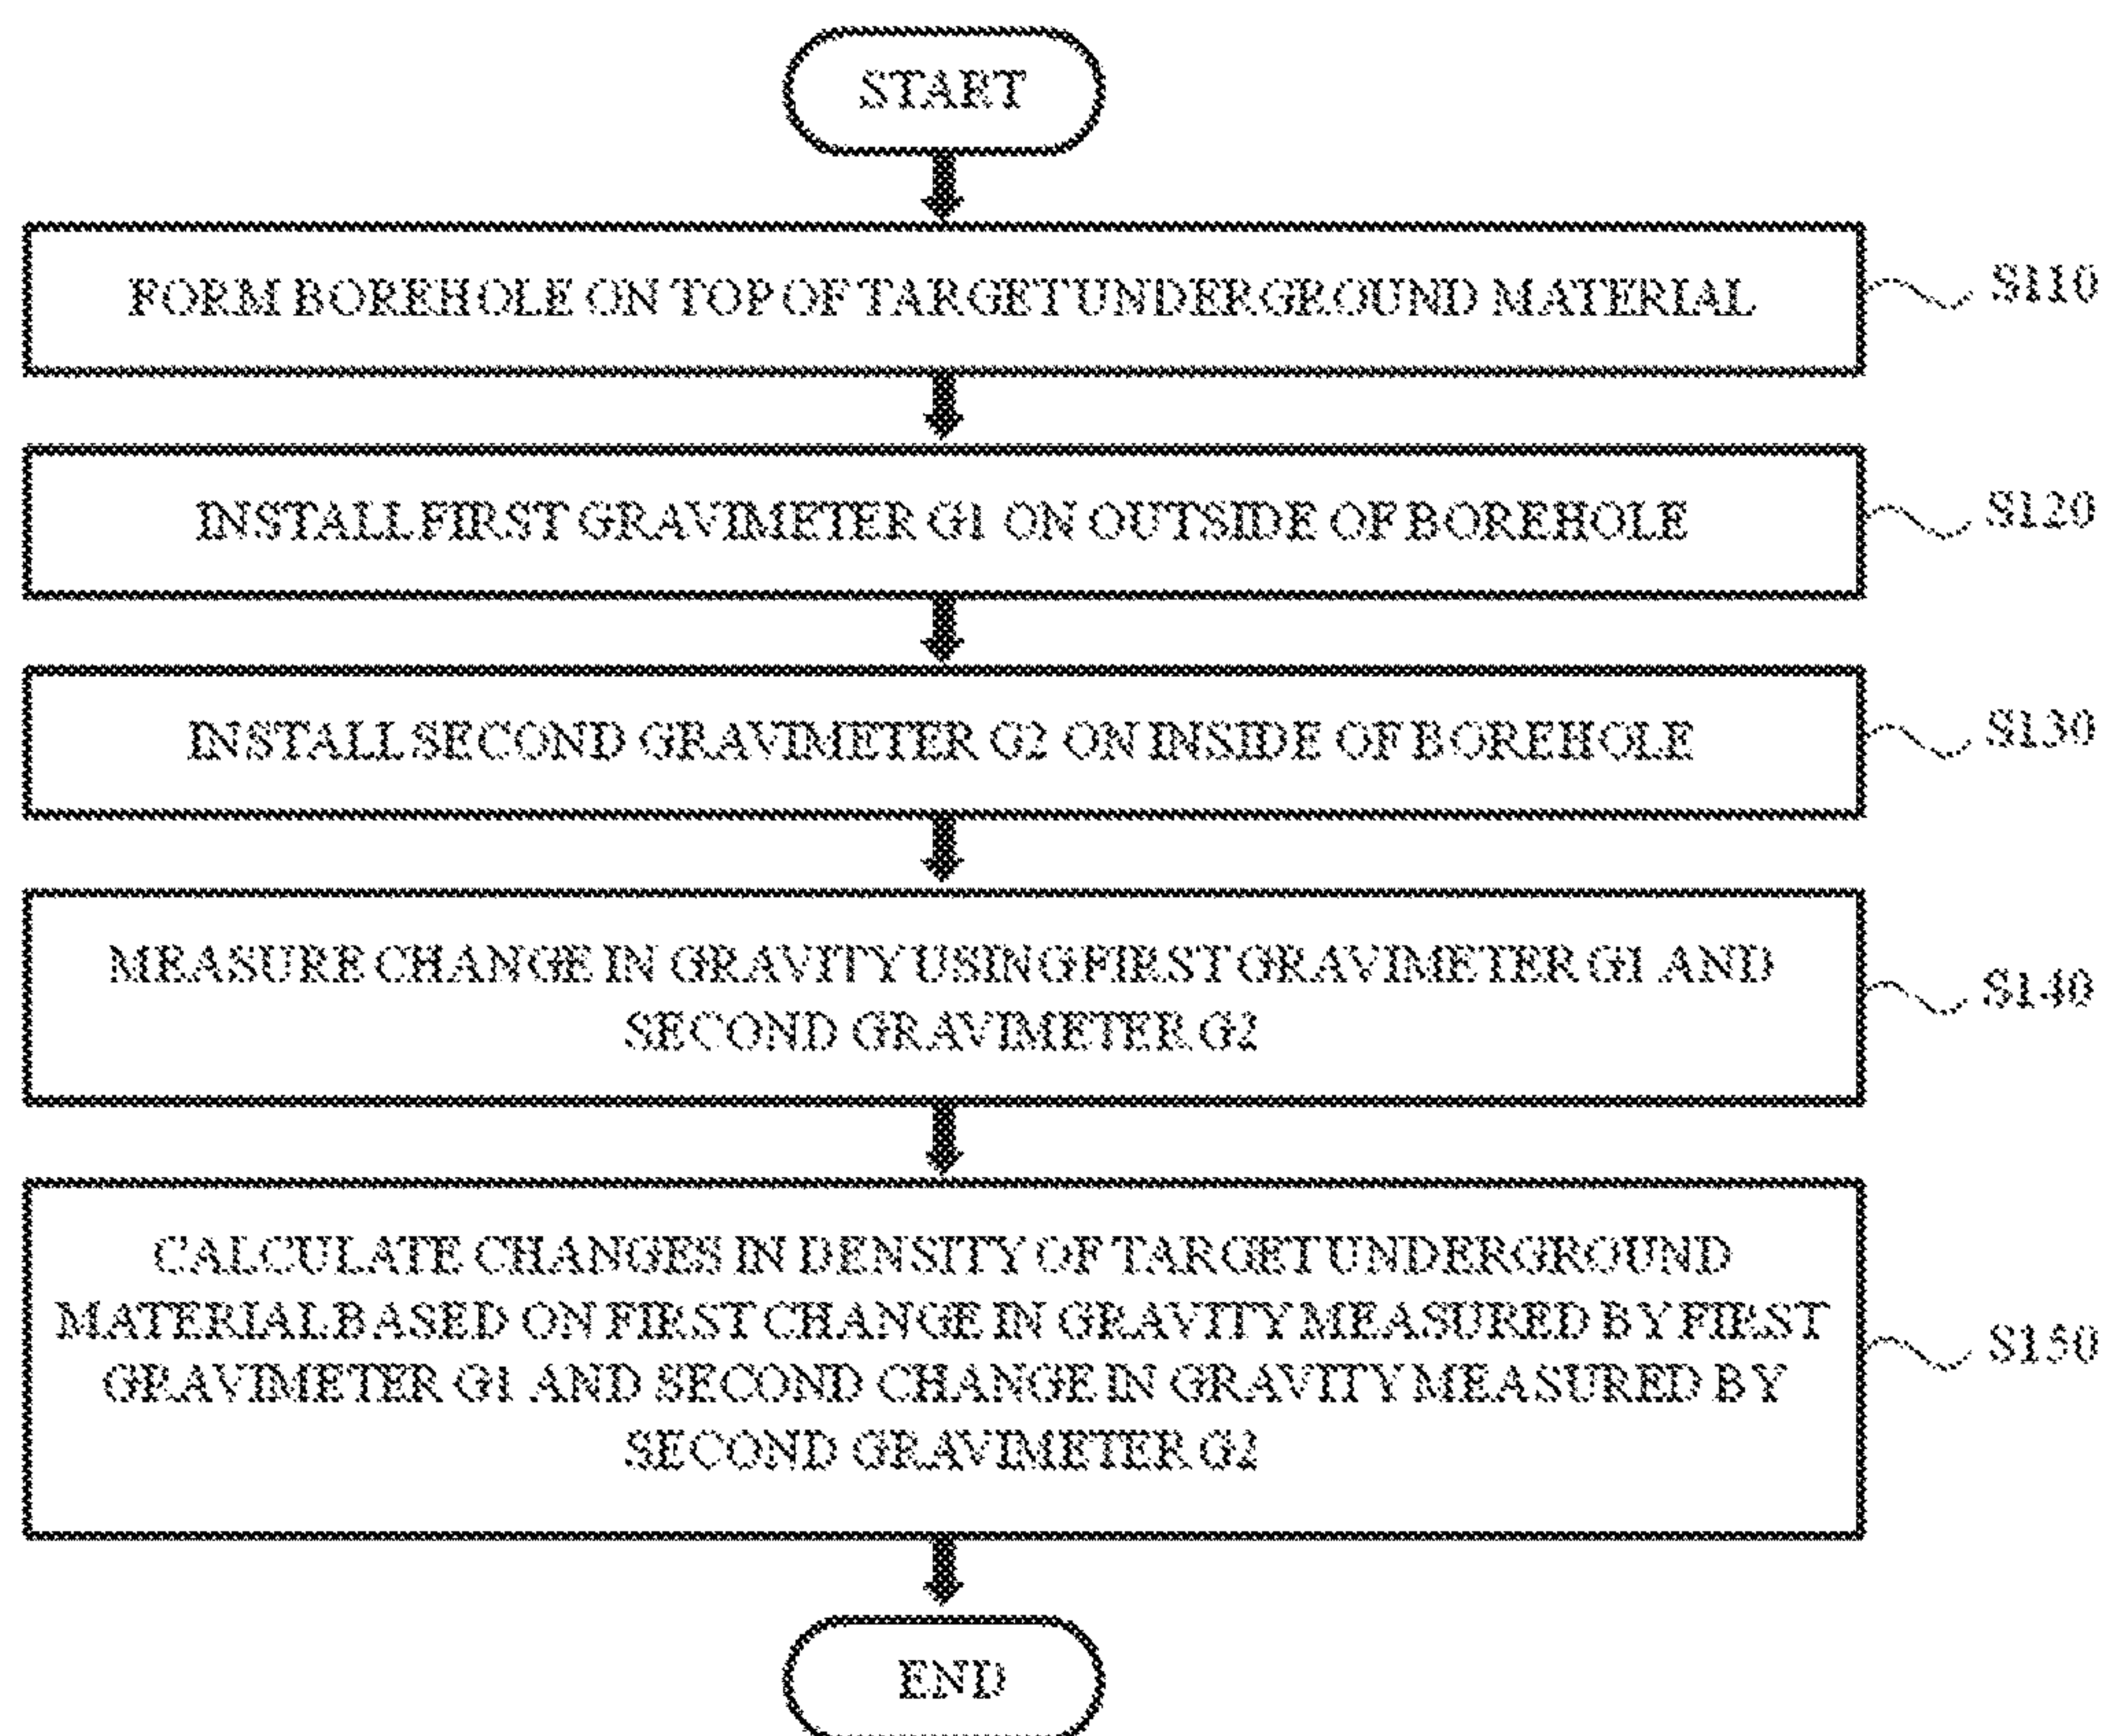 START
FORM BOREHOLE ON TOP OF TARGET UNDERGROUND MATERIAL
S110
INSTALL FIRST GRAVIMETER G1 ON OUTSIDE OF BOREHOLE
S120
INSTALL SECOND GRAVIMETER G2 ON INSIDE OF BOREHOLE
S130
MEASURE CHANGE IN GRAVITY USING FIRST GRAVIMETER G1 AND
SECOND GRAVIMETER G2
S140
CALCULATE CHANGES IN DENSITY OF TARGET UNDERGROUND
MATERIAL BASED ON FIRST CHANGE IN GRAVITY MEASURED BY FIRST
GRAVIMETER G1 AND SECOND CHANGE IN GRAVITY MEASURED BY
SECOND GRAVIMETER G2
S150
END